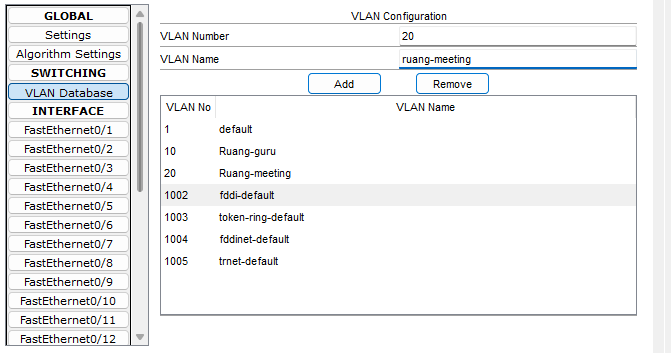 GLOBAL
Settings
Algorithm Settings
SWITCHING
VLAN Database
INTERFACE
FastEthernet0/1
FastEthernet0/2
FastEthernet0/3
FastEthernet0/4
FastEthernet0/5
FastEthernet0/6
FastEthernet0/7
FastEthernet0/8
FastEthernet0/9
FastEthernet0/10
FastEthernet0/11
FastEthernet0/12
VLAN Configuration
VLAN Number 20
VLAN Name ruang-meeting
Add Remove
VLAN No VLAN Name
1 default
10 Ruang-guru
20 Ruang-meeting
1002 fddi-default
1003 token-ring-default
1004 fddinet-default
1005 trnet-default